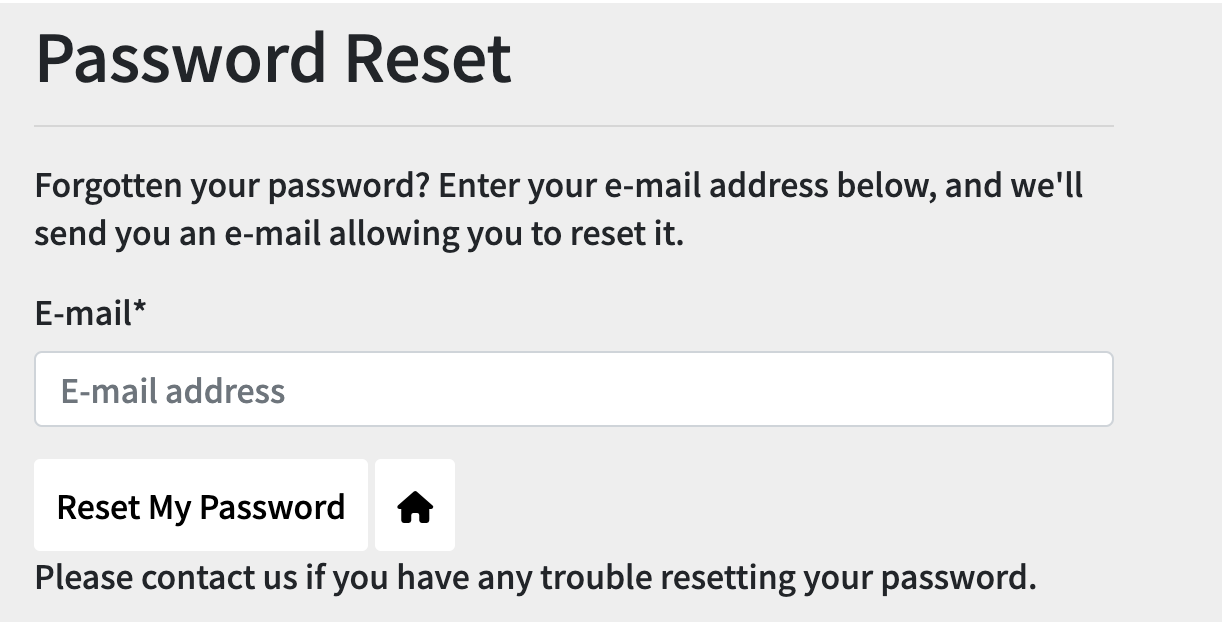 Password Reset
Forgotten your password? Enter your e-mail address below, and we'll
send you an e-mail allowing you to reset it.
E-mail*
E-mail address
Reset My Password
Please contact us if you have any trouble resetting your password.